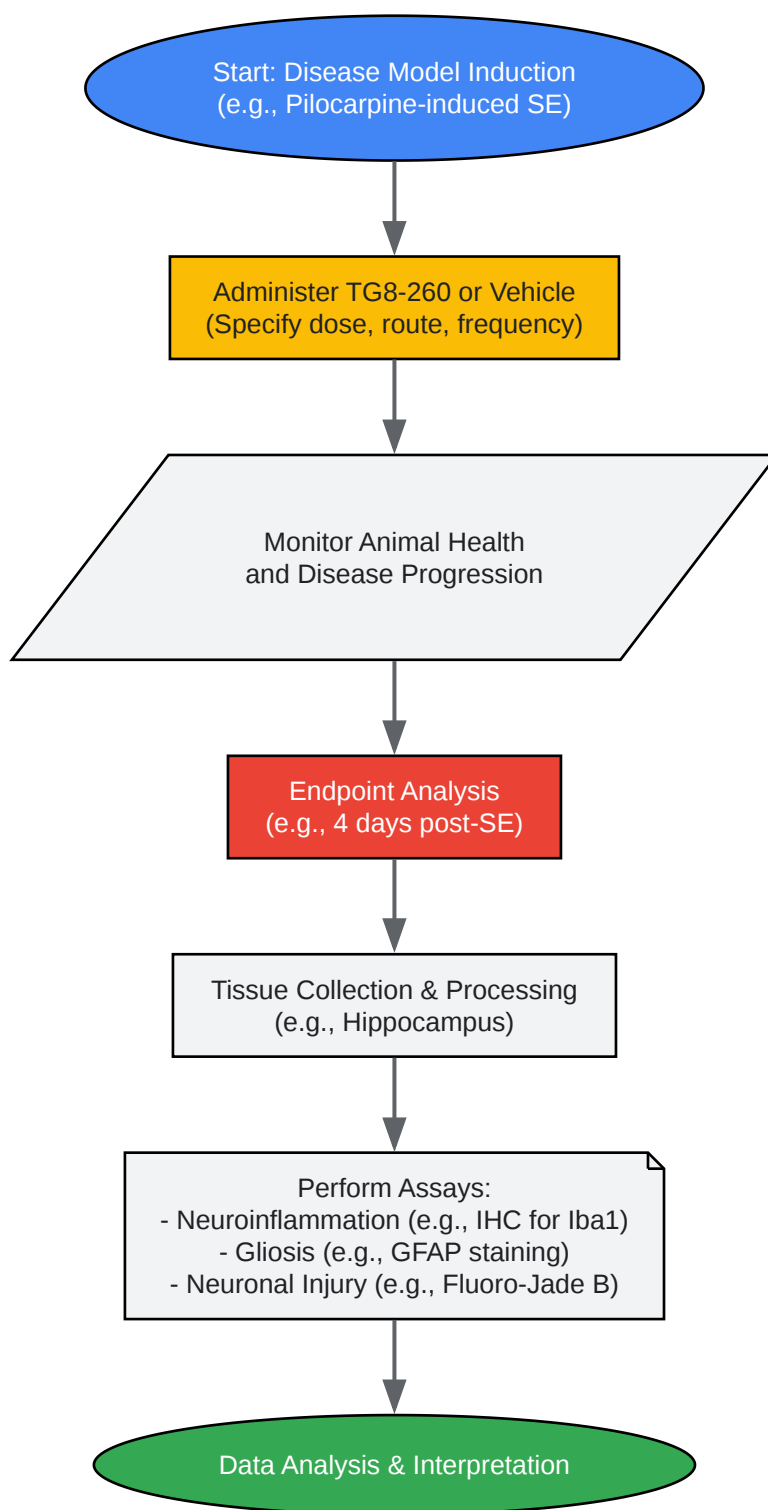 Start: Disease Model Induction
(e.g., Pilocarpine-induced SE)
Administer TG8-260 or Vehicle
(Specify dose, route, frequency)
Monitor Animal Health
and Disease Progression
Endpoint Analysis
(e.g., 4 days post-SE)
Tissue Collection & Processing
(e.g., Hippocampus)
Perform Assays:
- Neuroinflammation (e.g., IHC for Iba1)
- Gliosis (e.g., GFAP staining)
- Neuronal Injury (e.g., Fluoro-Jade B)
Data Analysis & Interpretation